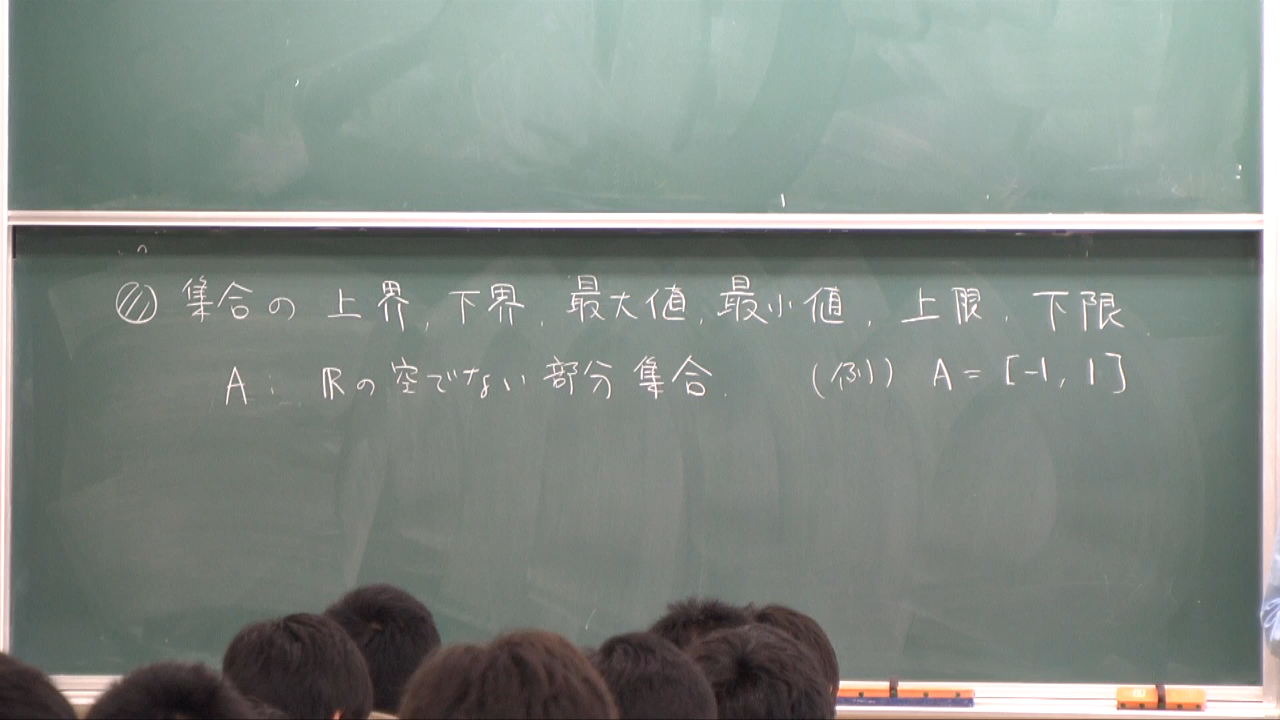 集合の上界, 下界, 最大値, 最小値, 上限, 下限.
A: ℝの空でない部分集合. (例) A = [-1, 1]